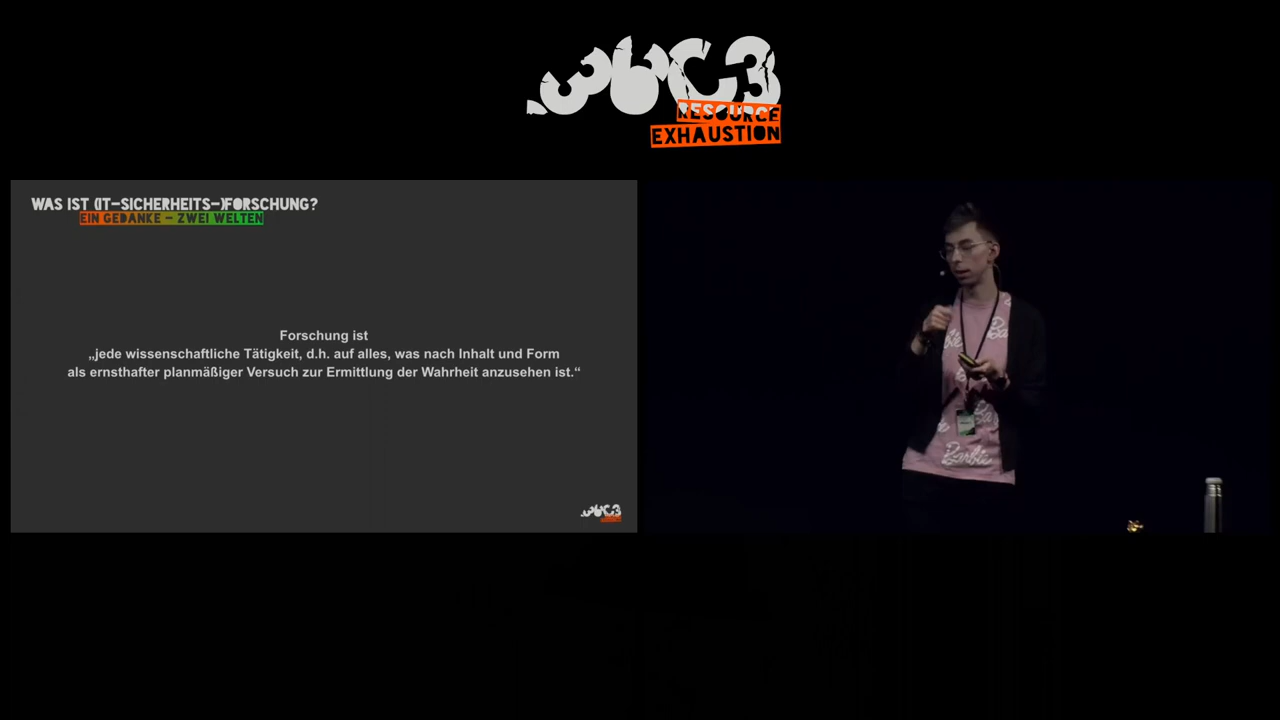 36C3
RESOURCE
EXHAUSTION
WAS IST (IT-SICHERHEITS-)FORSCHUNG?
EIN GEDANKE - ZWEI WELTEN
Forschung ist
„jede wissenschaftliche Tätigkeit, d.h. auf alles, was nach Inhalt und Form
als ernsthafter planmäßiger Versuch zur Ermittlung der Wahrheit anzusehen ist.“
36C3
Barbie